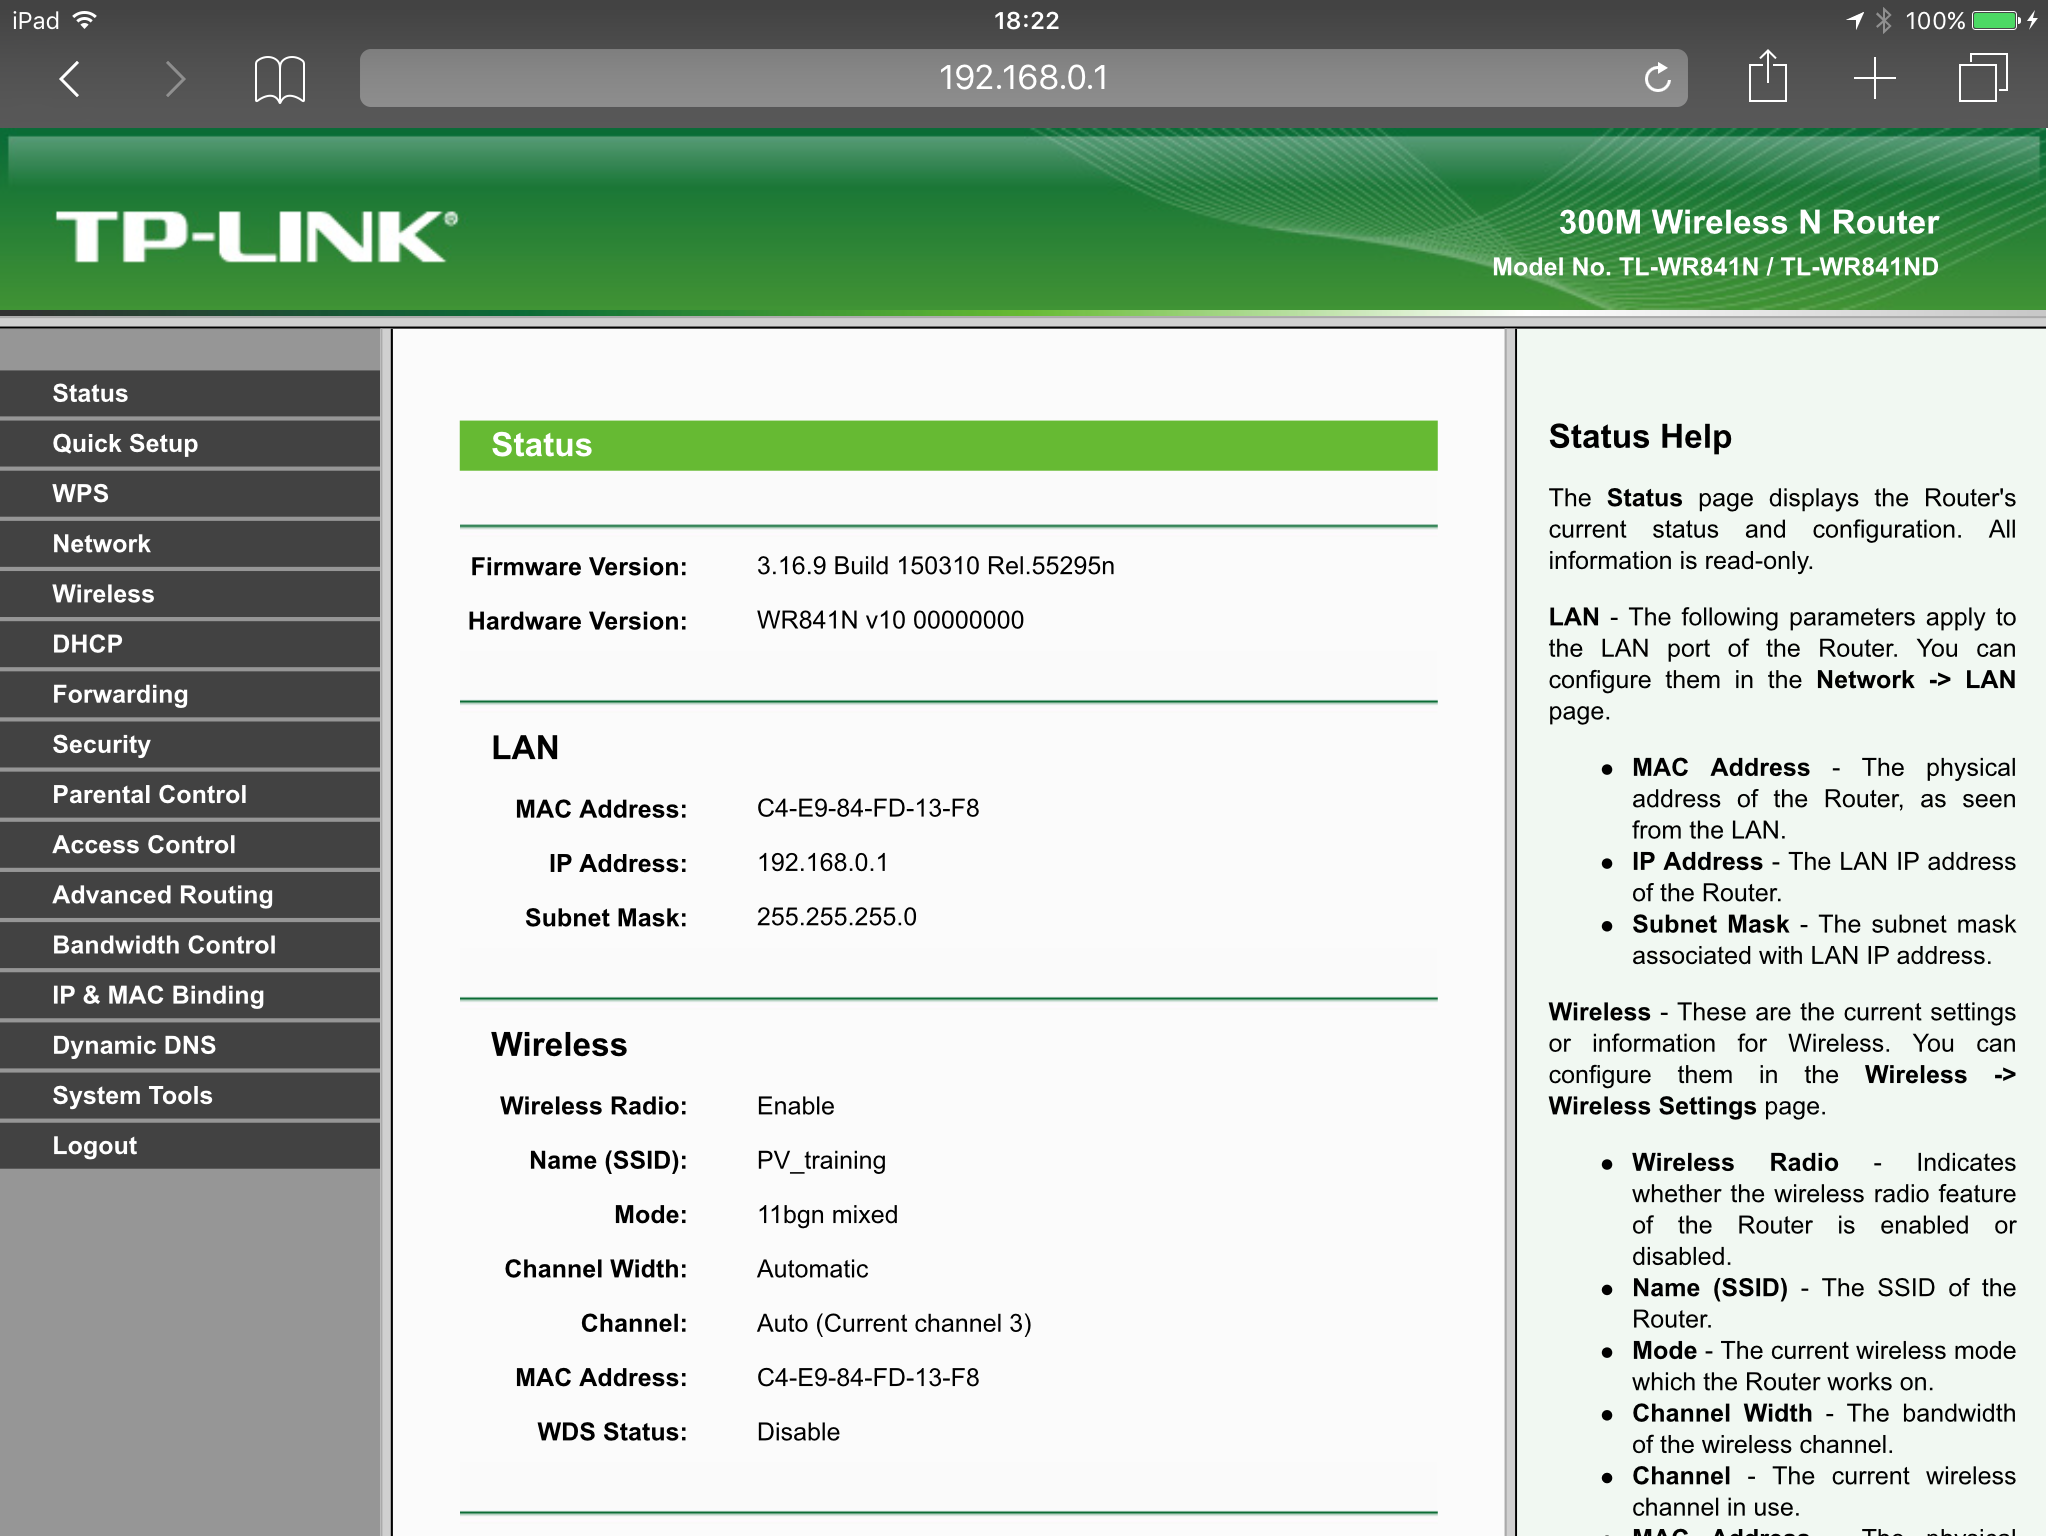 iPad 18:22 100%
192.168.0.1
TP-LINK®
300M Wireless N Router
Model No. TL-WR841N / TL-WR841ND
Status
Quick Setup
WPS
Network
Wireless
DHCP
Forwarding
Security
Parental Control
Access Control
Advanced Routing
Bandwidth Control
IP & MAC Binding
Dynamic DNS
System Tools
Logout
Status
Firmware Version: 3.16.9 Build 150310 Rel.55295n
Hardware Version: WR841N v10 00000000
LAN
MAC Address: C4-E9-84-FD-13-F8
IP Address: 192.168.0.1
Subnet Mask: 255.255.255.0
Wireless
Wireless Radio: Enable
Name (SSID): PV_training
Mode: 11bgn mixed
Channel Width: Automatic
Channel: Auto (Current channel 3)
MAC Address: C4-E9-84-FD-13-F8
WDS Status: Disable
Status Help
The Status page displays the Router's
current status and configuration. All
information is read-only.
LAN - The following parameters apply to
the LAN port of the Router. You can
configure them in the Network -> LAN
page.
● MAC Address - The physical
address of the Router, as seen
from the LAN.
● IP Address - The LAN IP address
of the Router.
● Subnet Mask - The subnet mask
associated with LAN IP address.
Wireless - These are the current settings
or information for Wireless. You can
configure them in the Wireless ->
Wireless Settings page.
● Wireless Radio - Indicates
whether the wireless radio feature
of the Router is enabled or
disabled.
● Name (SSID) - The SSID of the
Router.
● Mode - The current wireless mode
which the Router works on.
● Channel Width - The bandwidth
of the wireless channel.
● Channel - The current wireless
channel in use.
● MAC Address - The physical